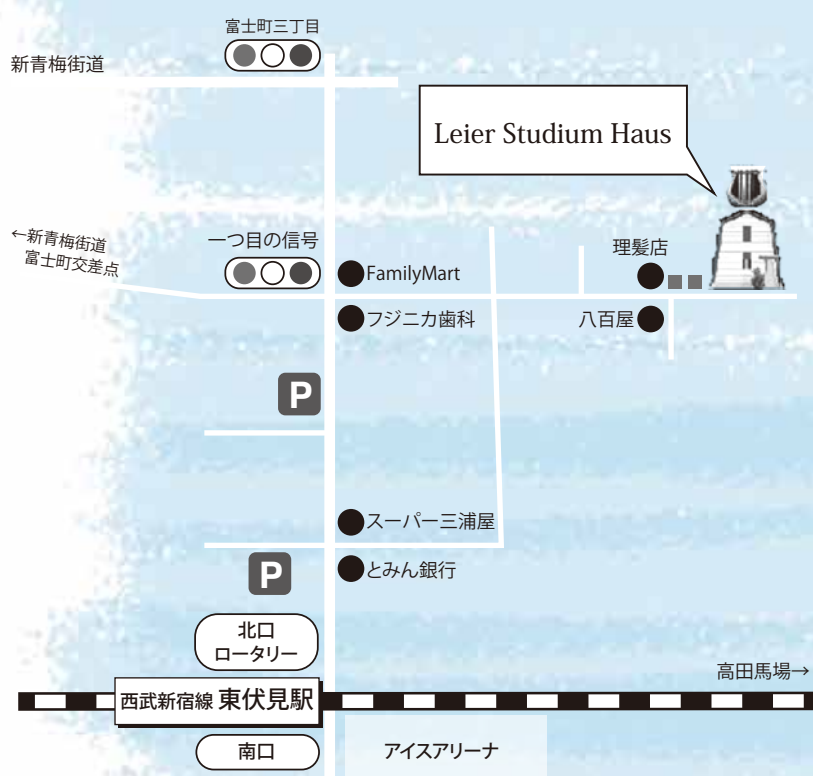 富士町三丁目
新青梅街道
Leier Studium Haus
←新青梅街道
富士町交差点
一つ目の信号
理髪店
FamilyMart
フジニカ歯科
八百屋
P
スーパー三浦屋
P
とみん銀行
北口
ロータリー
高田馬場→
西武新宿線 東伏見駅
南口
アイスアリーナ